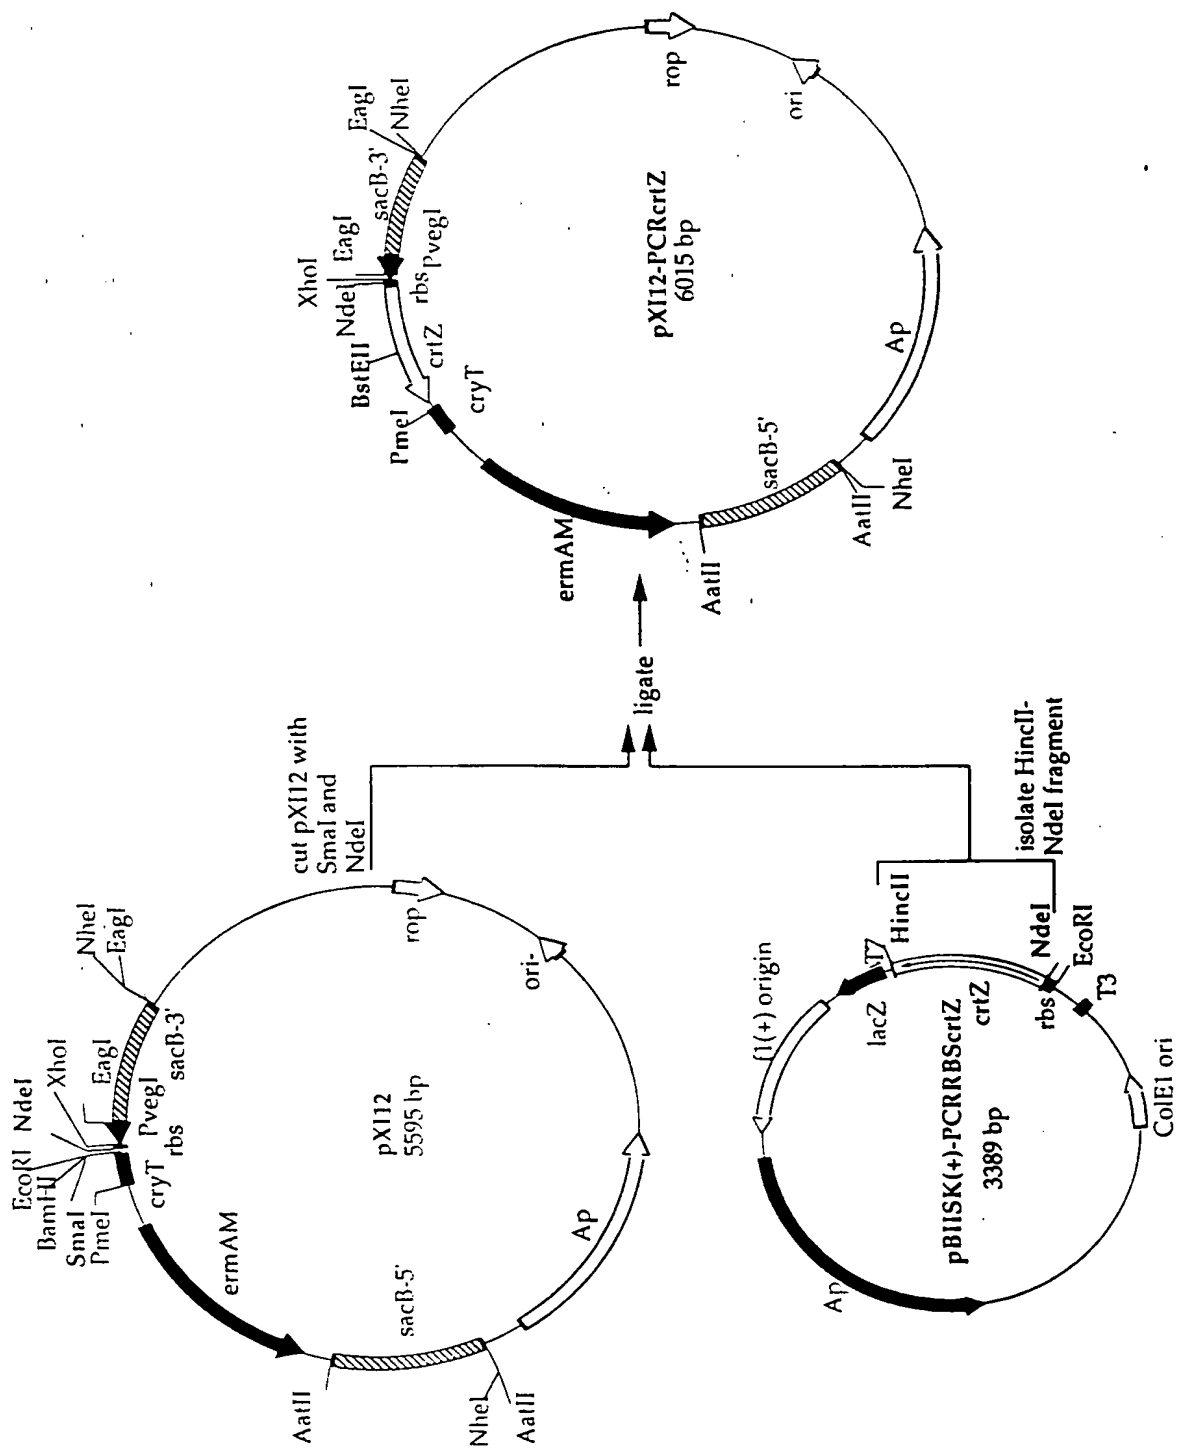 EcoRI
BamHI
SmaI
PmeI
NdeI
XhoI
EagI
NheI
EagI
PvegI
sacB-3'
cryT
rbs
ermAM
pXI12
5595 bp
rop
ori-
Ap
sacB-5'
AatII
NheI
AatII
cut pXI12 with
SmaI and
NdeI
f1(+) origin
lacZ
HincII
NdeI
EcoRI
crtZ
rbs
T3
pBIISK(+)-PCRRBScrtZ
3389 bp
Ap
ColE1 ori
isolate HincII-
NdeI fragment
ligate
XhoI
NdeI
EagI
BstEII
PmeI
EagI
NheI
sacB-3'
PvegI
rbs
crtZ
cryT
ermAM
pXI12-PCRcrtZ
6015 bp
rop
ori
Ap
sacB-5'
AatII
AatII
NheI